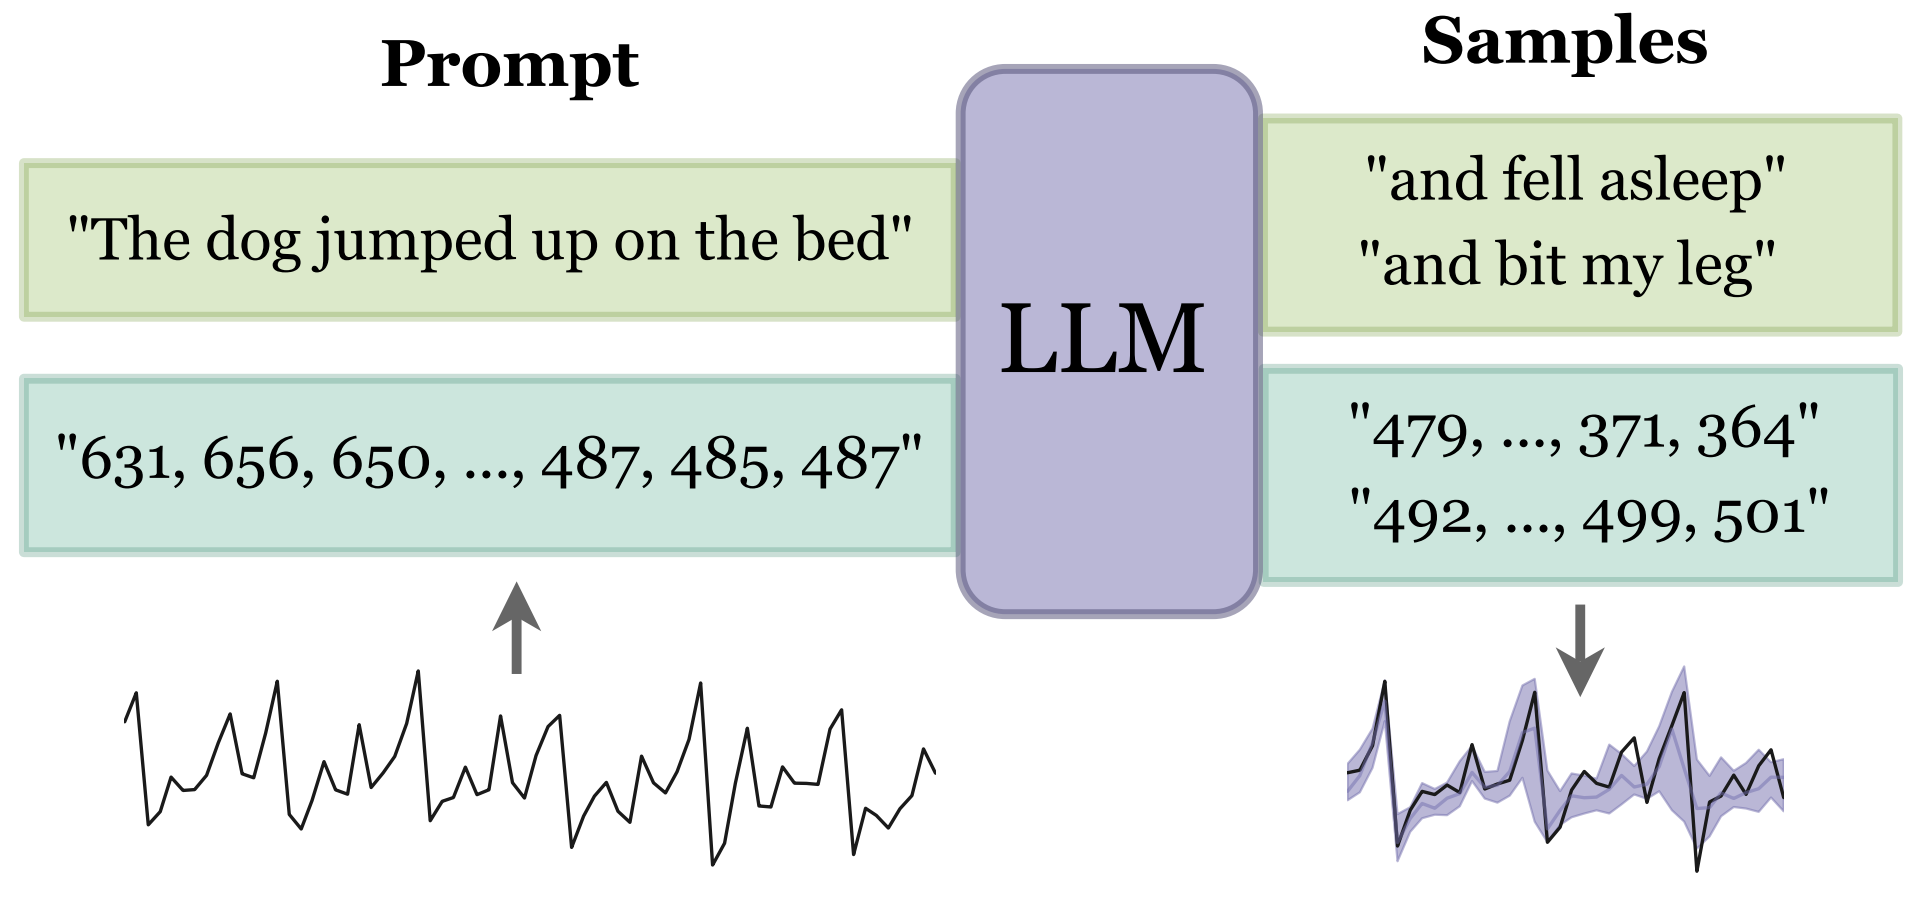 Prompt
"The dog jumped up on the bed"
"631, 656, 650, ..., 487, 485, 487"
LLM
Samples
"and fell asleep"
"and bit my leg"
"479, ..., 371, 364"
"492, ..., 499, 501"